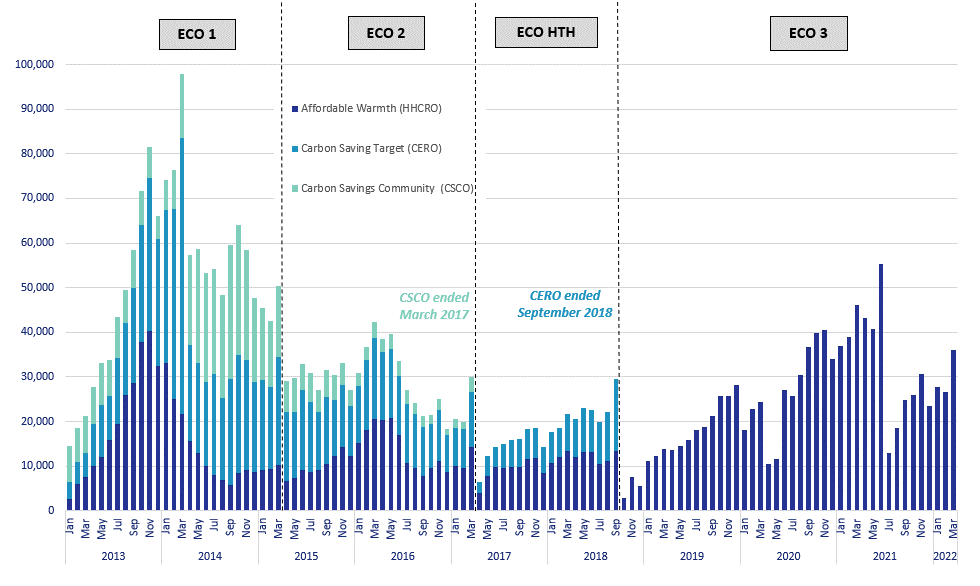 ECO 1
ECO 2
ECO HTH
ECO 3
100,000
90,000
80,000
70,000
60,000
50,000
40,000
30,000
20,000
10,000
0
Affordable Warmth (HHCRO)
Carbon Saving Target (CERO)
Carbon Savings Community (CSCO)
CSCO ended
March 2017
CERO ended
September 2018
Jan Mar May Jul Sep Nov Jan Mar May Jul Sep Nov Jan Mar May Jul Sep Nov Jan Mar May Jul Sep Nov Jan Mar May Jul Sep Nov Jan Mar May Jul Sep Nov Jan Mar May Jul Sep Nov Jan Mar May Jul Sep Nov Jan Mar May Jul Sep Nov Jan Mar
2013 2014 2015 2016 2017 2018 2019 2020 2021 2022